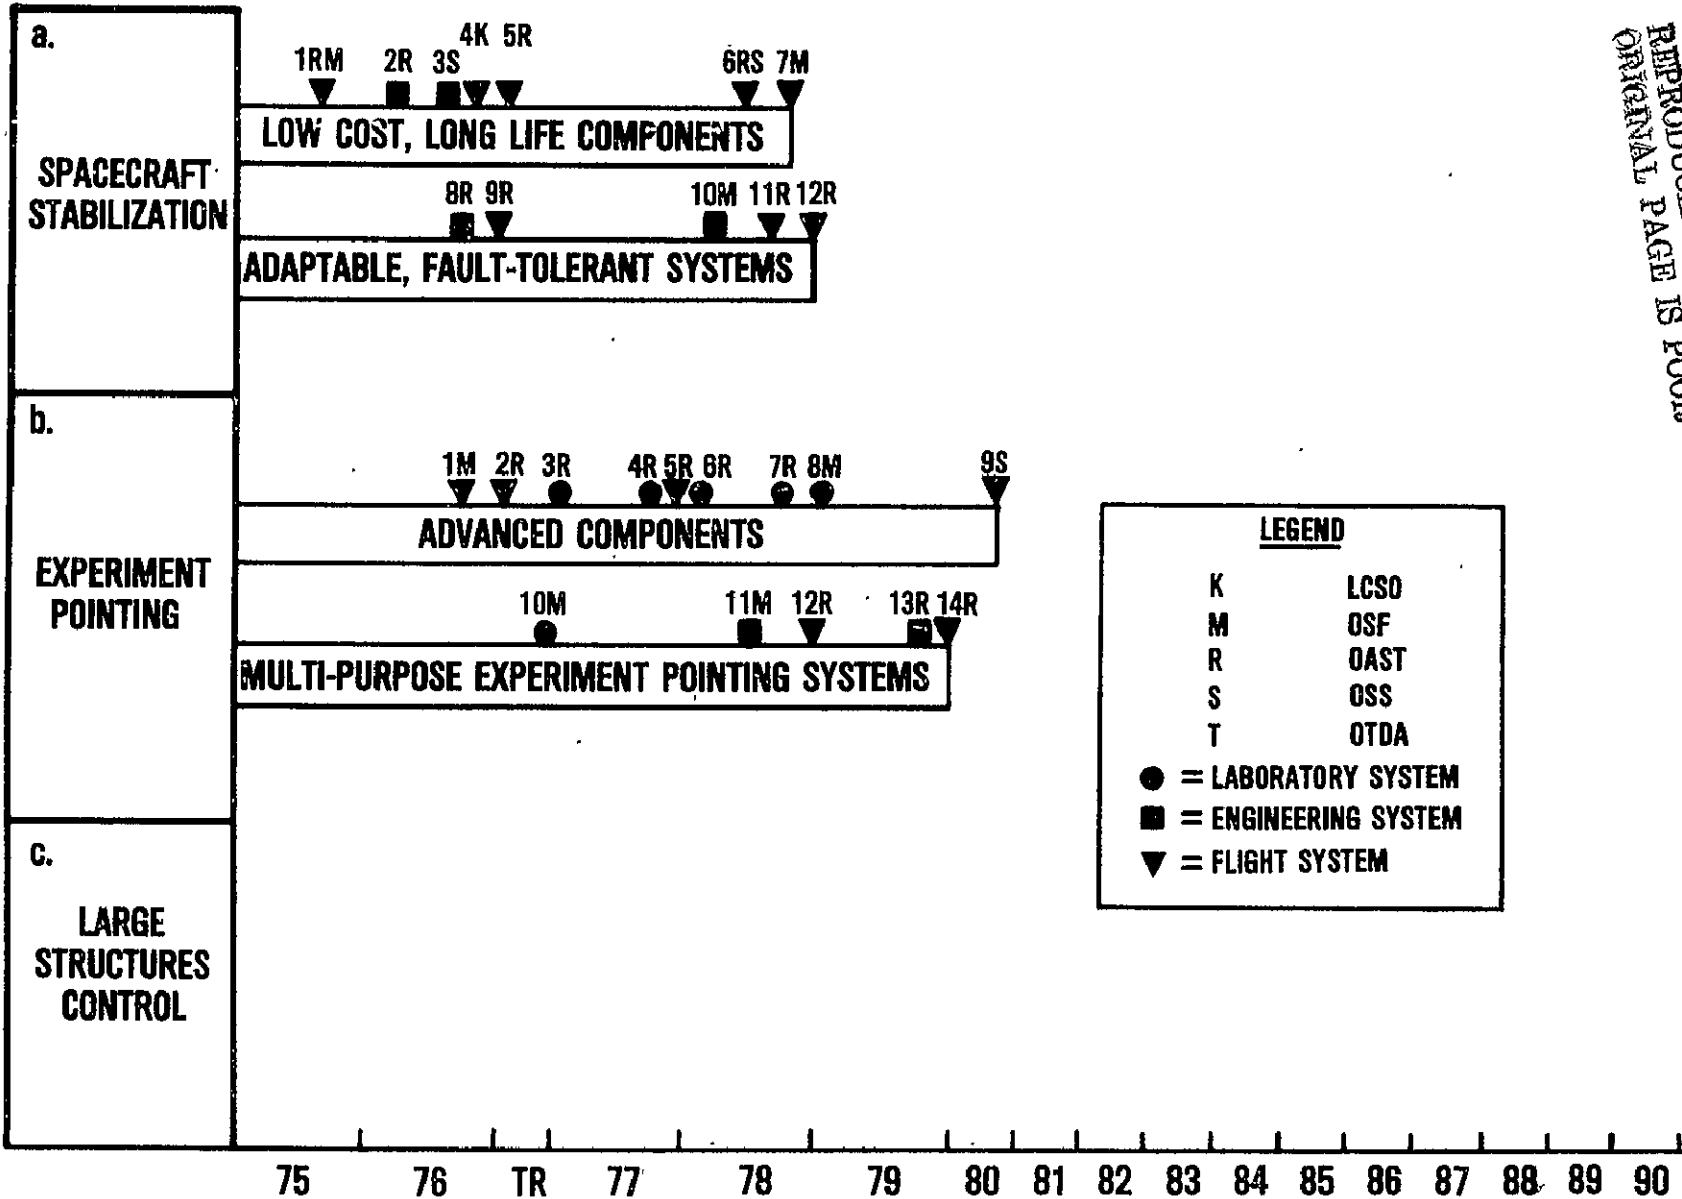 REPRODUCI
ORIGINAL PAGE IS POOR
a.
SPACECRAFT
STABILIZATION
1RM 2R 3S 4K 5R 6RS 7M
LOW COST, LONG LIFE COMPONENTS
8R 9R 10M 11R 12R
ADAPTABLE, FAULT-TOLERANT SYSTEMS
b.
EXPERIMENT
POINTING
1M 2R 3R 4R 5R 6R 7R 8M 9S
ADVANCED COMPONENTS
10M 11M 12R 13R 14R
MULTI-PURPOSE EXPERIMENT POINTING SYSTEMS
LEGEND
K LCSO
M OSF
R OAST
S OSS
T OTDA
= LABORATORY SYSTEM
= ENGINEERING SYSTEM
= FLIGHT SYSTEM
c.
LARGE
STRUCTURES
CONTROL
75 76 TR 77 78 79 80 81 82 83 84 85 86 87 88 89 90